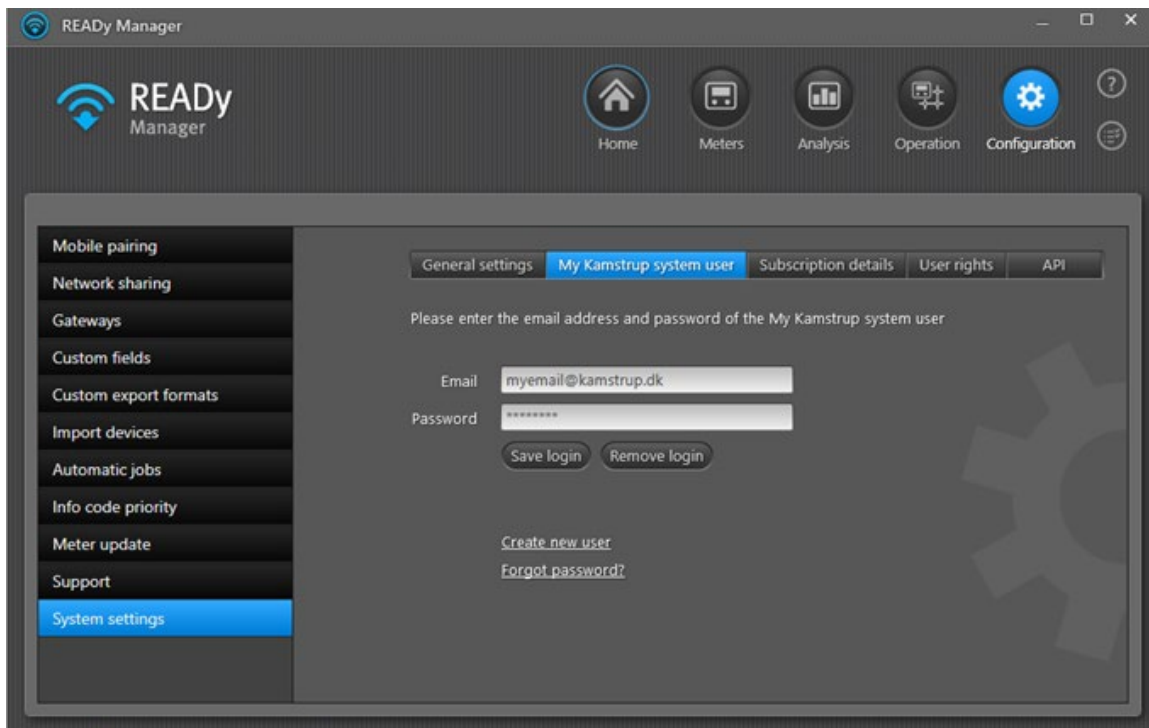 READy Manager
READy
Manager
Home
Meters
Analysis
Operation
Configuration
?
Mobile pairing
Network sharing
Gateways
Custom fields
Custom export formats
Import devices
Automatic jobs
Info code priority
Meter update
Support
System settings
General settings
My Kamstrup system user
Subscription details
User rights
API
Please enter the email address and password of the My Kamstrup system user
Email myemail@kamstrup.dk
Password ********
Save login Remove login
Create new user
Forgot password?